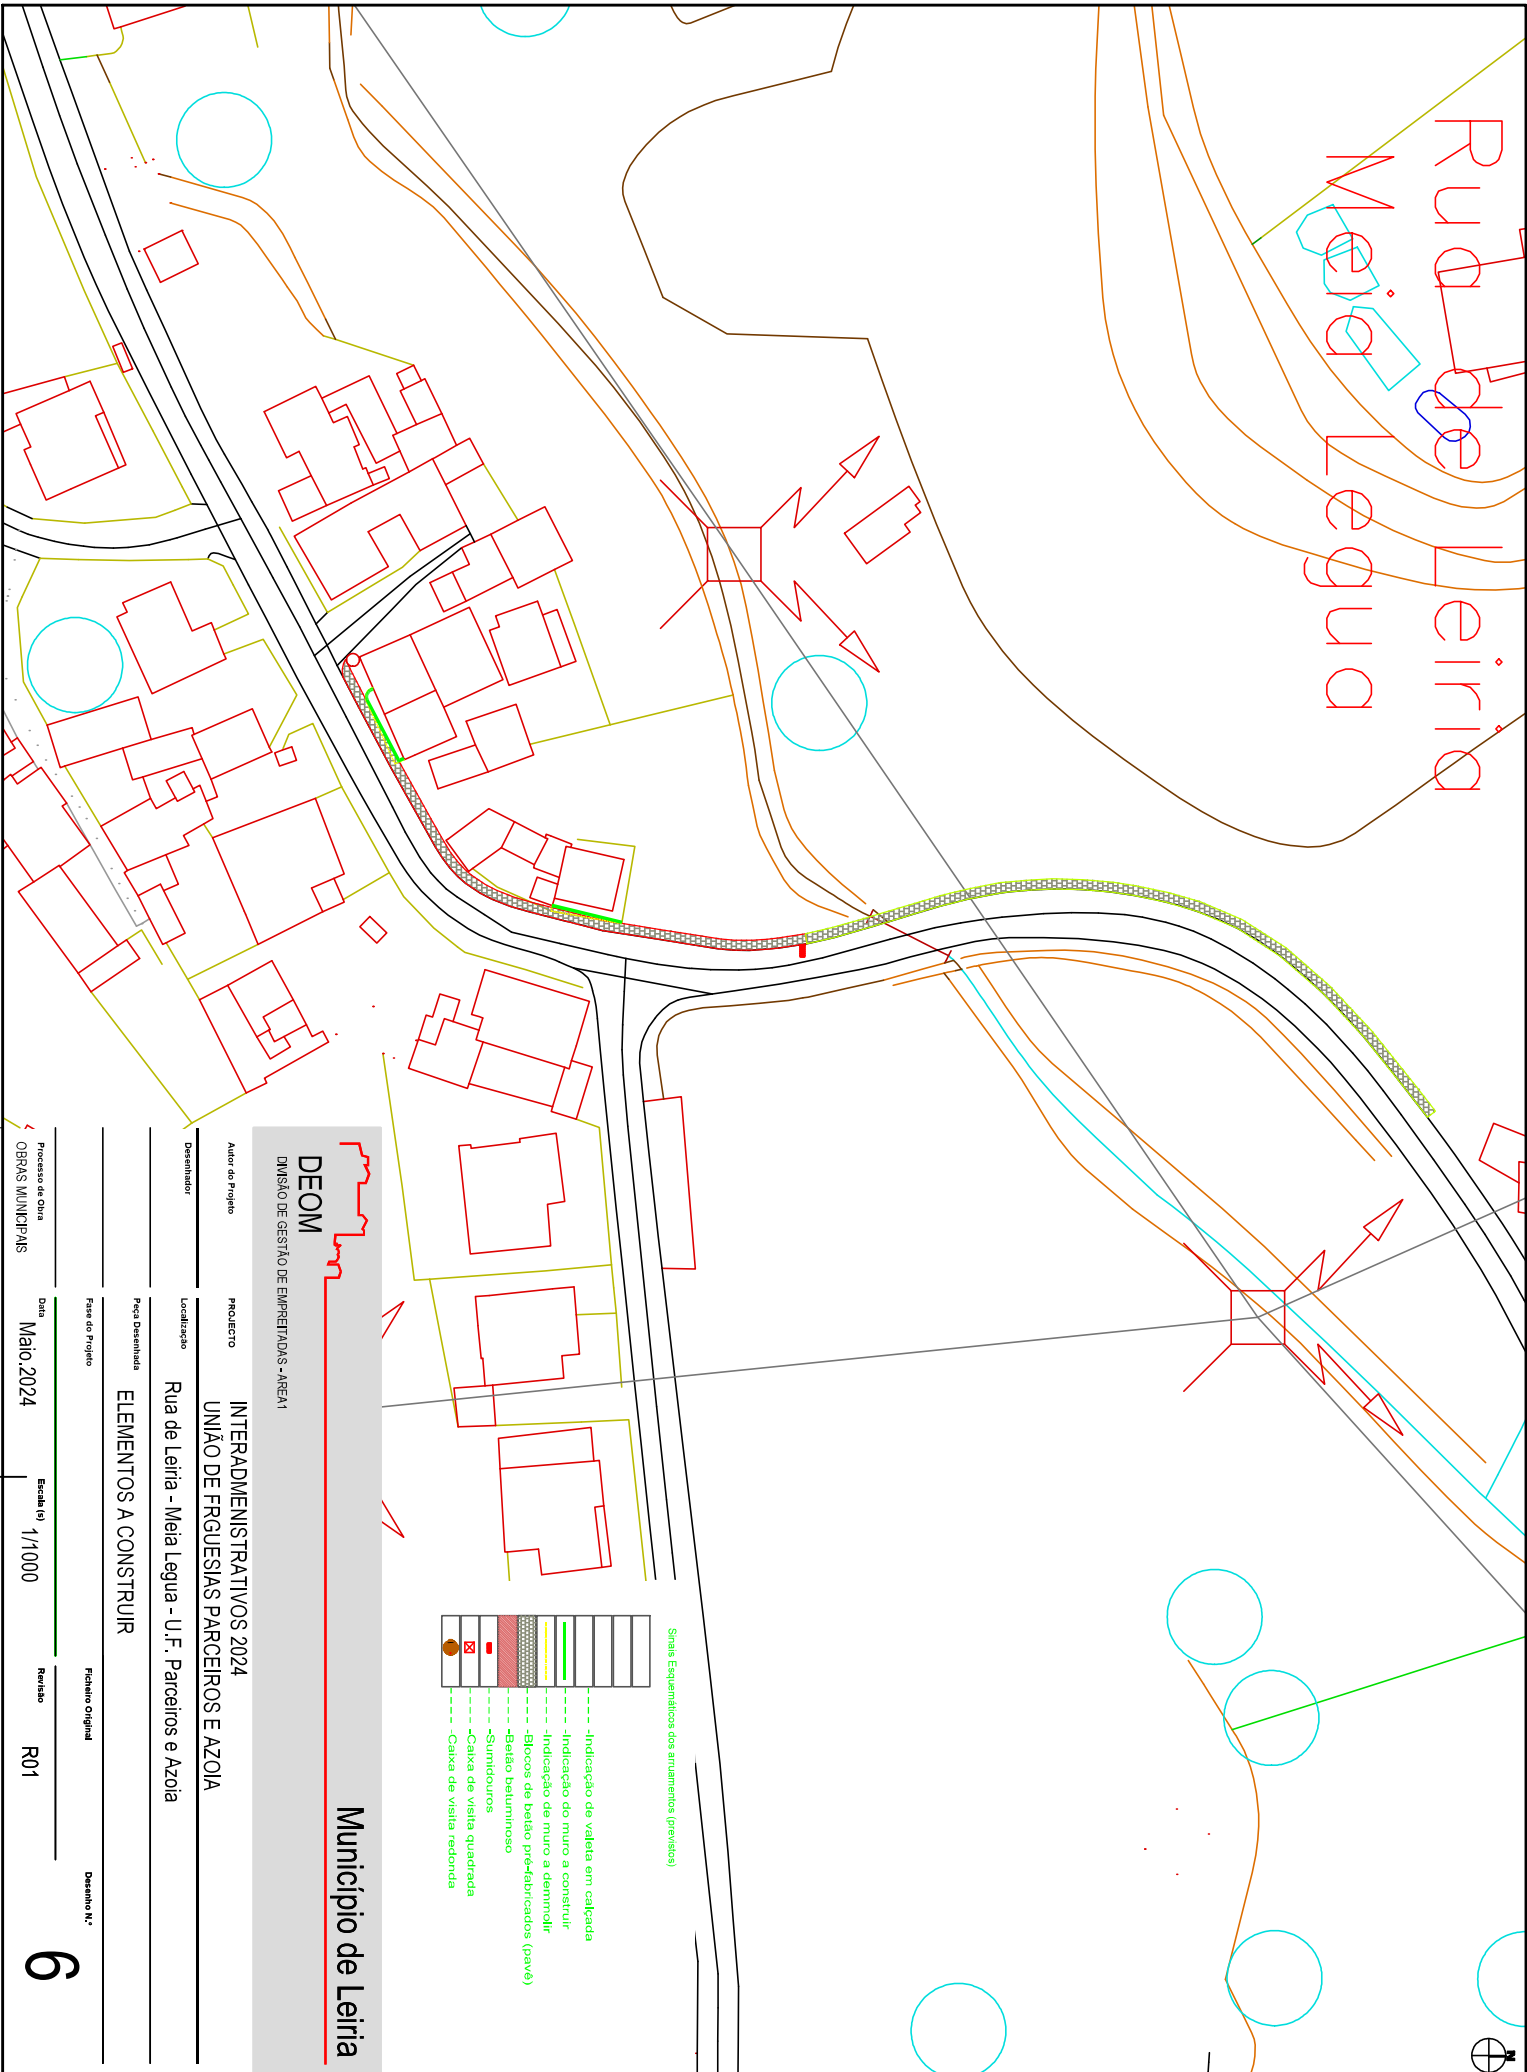 Rua de Leiria
Meia Legua
N
Sinais Esquemáticos dos arruamentos (previstos)
Indicação de valeta em calçada
Indicação do muro a construir
Indicação de muro a demmolir
Blocos de betão pré-fabricados (pavê)
Betão betuminoso
Sumidouros
Caixa de visita quadrada
Caixa de visita redonda
Município de Leiria
DEOM
DIVISÃO DE GESTÃO DE EMPREITADAS - AREA1
Autor do Projeto
PROJECTO
INTERADMENISTRATIVOS 2024
UNIÃO DE FRGUESIAS PARCEIROS E AZOIA
Desenhador
Localização
Rua de Leiria - Meia Legua - U.F. Parceiros e Azoia
Peça Desenhada
ELEMENTOS A CONSTRUIR
Fase do Projeto
Ficheiro Original
Desenho N.º
6
Processo de Obra
OBRAS MUNICIPAIS
Data
Maio.2024
Escala (s)
1/1000
Revisão
R01